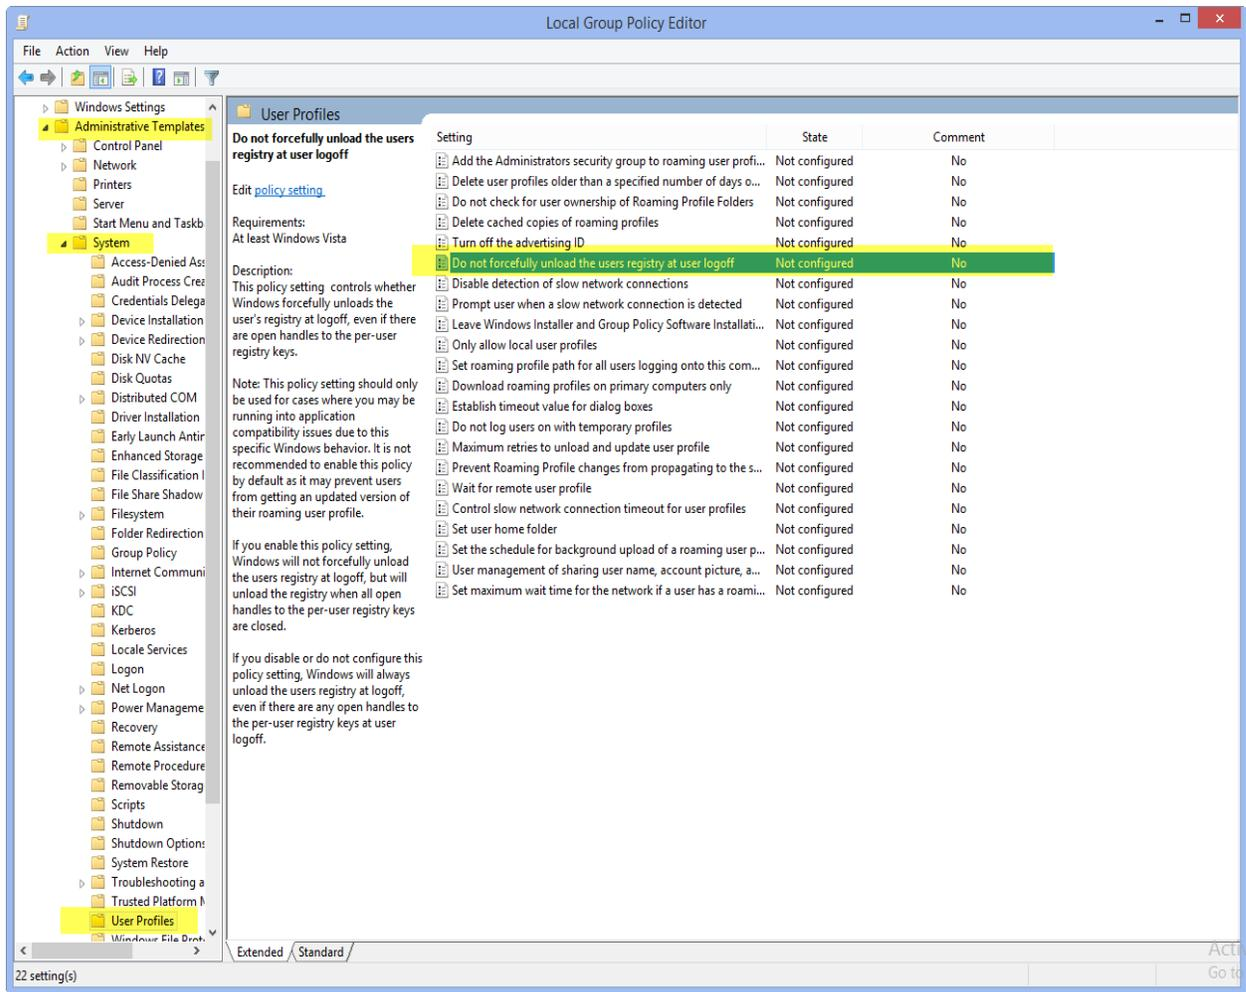 Local Group Policy Editor
File Action View Help
Windows Settings
Administrative Templates
Control Panel
Network
Printers
Server
Start Menu and Taskb
System
Access-Denied Ass
Audit Process Crea
Credentials Delega
Device Installation
Device Redirection
Disk NV Cache
Disk Quotas
Distributed COM
Driver Installation
Early Launch Antir
Enhanced Storage
File Classification I
File Share Shadow
Filesystem
Folder Redirection
Group Policy
Internet Communi
iSCSI
KDC
Kerberos
Locale Services
Logon
Net Logon
Power Manageme
Recovery
Remote Assistance
Remote Procedure
Removable Storag
Scripts
Shutdown
Shutdown Options
System Restore
Troubleshooting a
Trusted Platform M
User Profiles
Windows File Prot
User Profiles
Do not forcefully unload the users
registry at user logoff
Edit policy setting
Requirements:
At least Windows Vista
Description:
This policy setting controls whether
Windows forcefully unloads the
user's registry at logoff, even if there
are open handles to the per-user
registry keys.
Note: This policy setting should only
be used for cases where you may be
running into application
compatibility issues due to this
specific Windows behavior. It is not
recommended to enable this policy
by default as it may prevent users
from getting an updated version of
their roaming user profile.
If you enable this policy setting,
Windows will not forcefully unload
the users registry at logoff, but will
unload the registry when all open
handles to the per-user registry keys
are closed.
If you disable or do not configure this
policy setting, Windows will always
unload the users registry at logoff,
even if there are any open handles to
the per-user registry keys at user
logoff.
Setting State Comment
Add the Administrators security group to roaming user profi... Not configured No
Delete user profiles older than a specified number of days o... Not configured No
Do not check for user ownership of Roaming Profile Folders Not configured No
Delete cached copies of roaming profiles Not configured No
Turn off the advertising ID Not configured No
Do not forcefully unload the users registry at user logoff Not configured No
Disable detection of slow network connections Not configured No
Prompt user when a slow network connection is detected Not configured No
Leave Windows Installer and Group Policy Software Installati... Not configured No
Only allow local user profiles Not configured No
Set roaming profile path for all users logging onto this com... Not configured No
Download roaming profiles on primary computers only Not configured No
Establish timeout value for dialog boxes Not configured No
Do not log users on with temporary profiles Not configured No
Maximum retries to unload and update user profile Not configured No
Prevent Roaming Profile changes from propagating to the s... Not configured No
Wait for remote user profile Not configured No
Control slow network connection timeout for user profiles Not configured No
Set user home folder Not configured No
Set the schedule for background upload of a roaming user p... Not configured No
User management of sharing user name, account picture, a... Not configured No
Set maximum wait time for the network if a user has a roami... Not configured No
Extended Standard
22 setting(s)
Acti
Go to